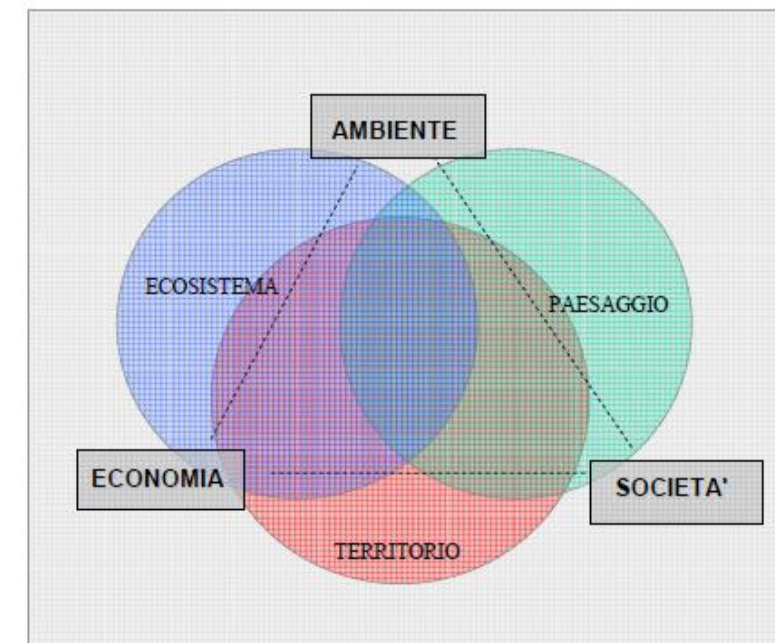 AMBIENTE
ECOSISTEMA
PAESAGGIO
ECONOMIA
SOCIETA'
TERRITORIO